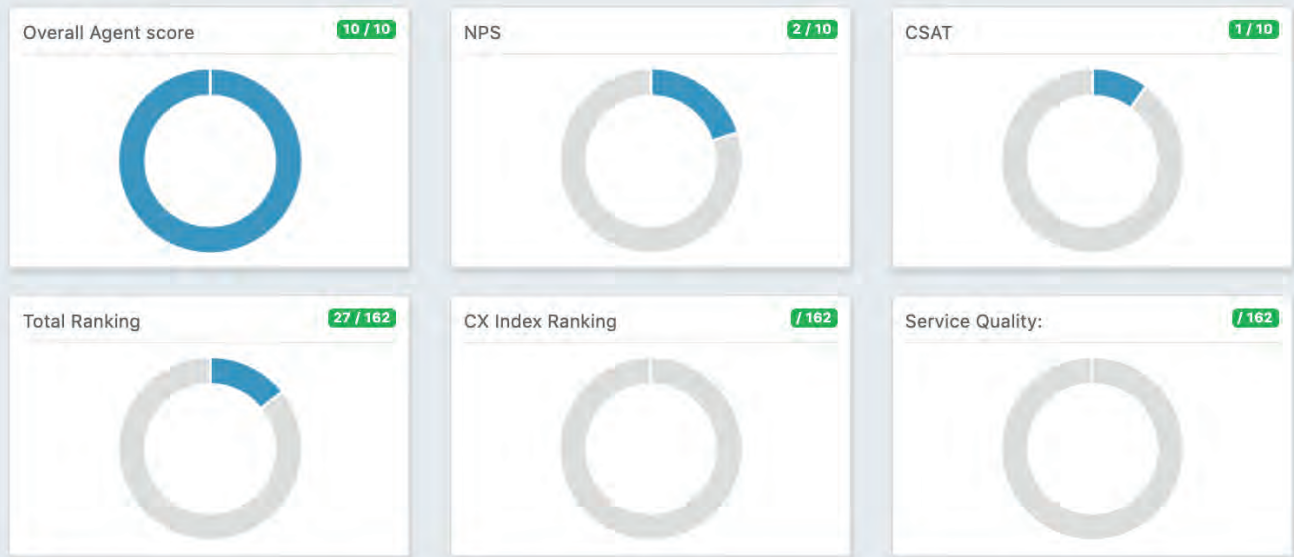 Overall Agent score 10 / 10
NPS 2 / 10
CSAT 1 / 10
Total Ranking 27 / 162
CX Index Ranking / 162
Service Quality: / 162